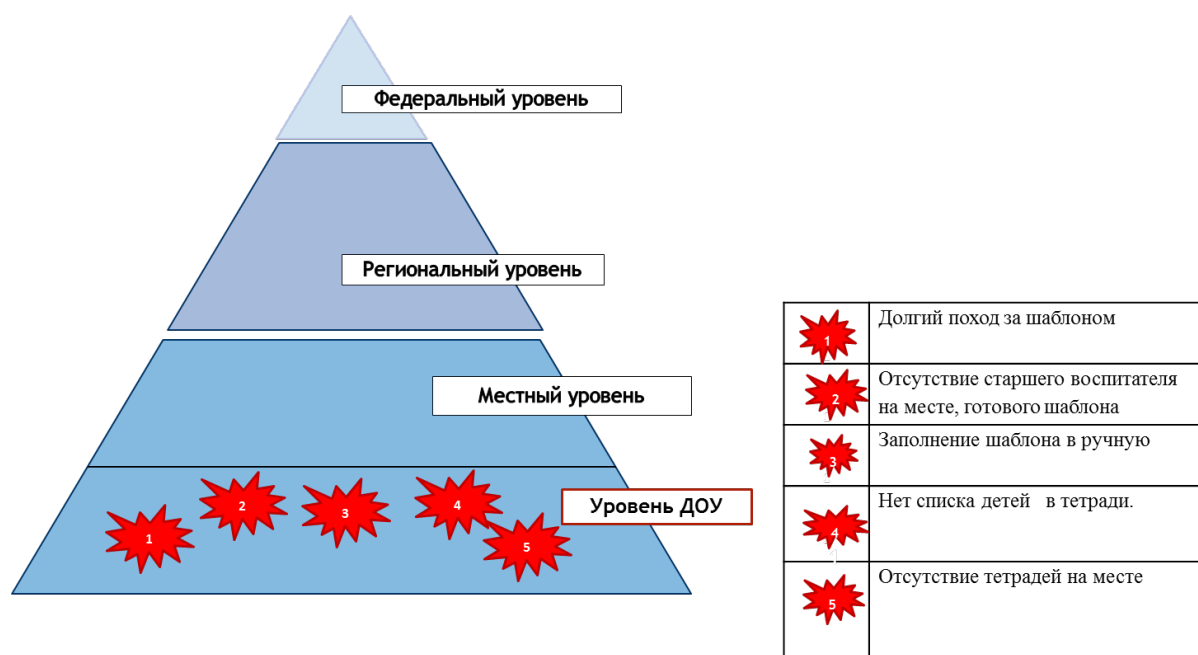 Федеральный уровень
Региональный уровень
Местный уровень
Уровень ДОУ
1
2
3
4
5
1
Долгий поход за шаблоном
2
Отсутствие старшего воспитателя
на месте, готового шаблона
3
Заполнение шаблона в ручную
4
Нет списка детей в тетради.
5
Отсутствие тетрадей на месте